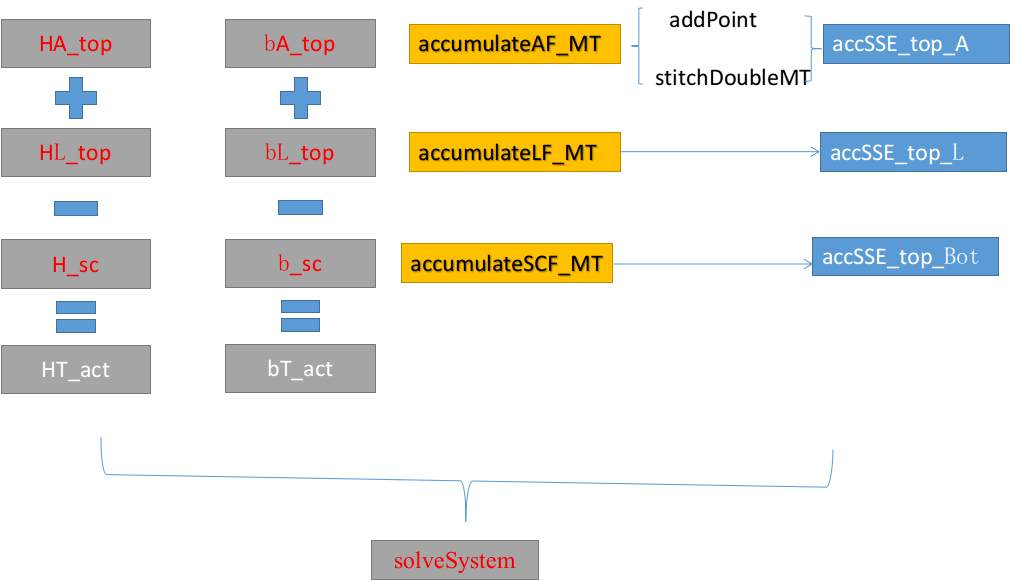 HA_top
bA_top
accumulateAF_MT
addPoint
stitchDoubleMT
accSSE_top_A
HL_top
bL_top
accumulateLF_MT
accSSE_top_L
H_sc
b_sc
accumulateSCF_MT
accSSE_top_Bot
HT_act
bT_act
solveSystem